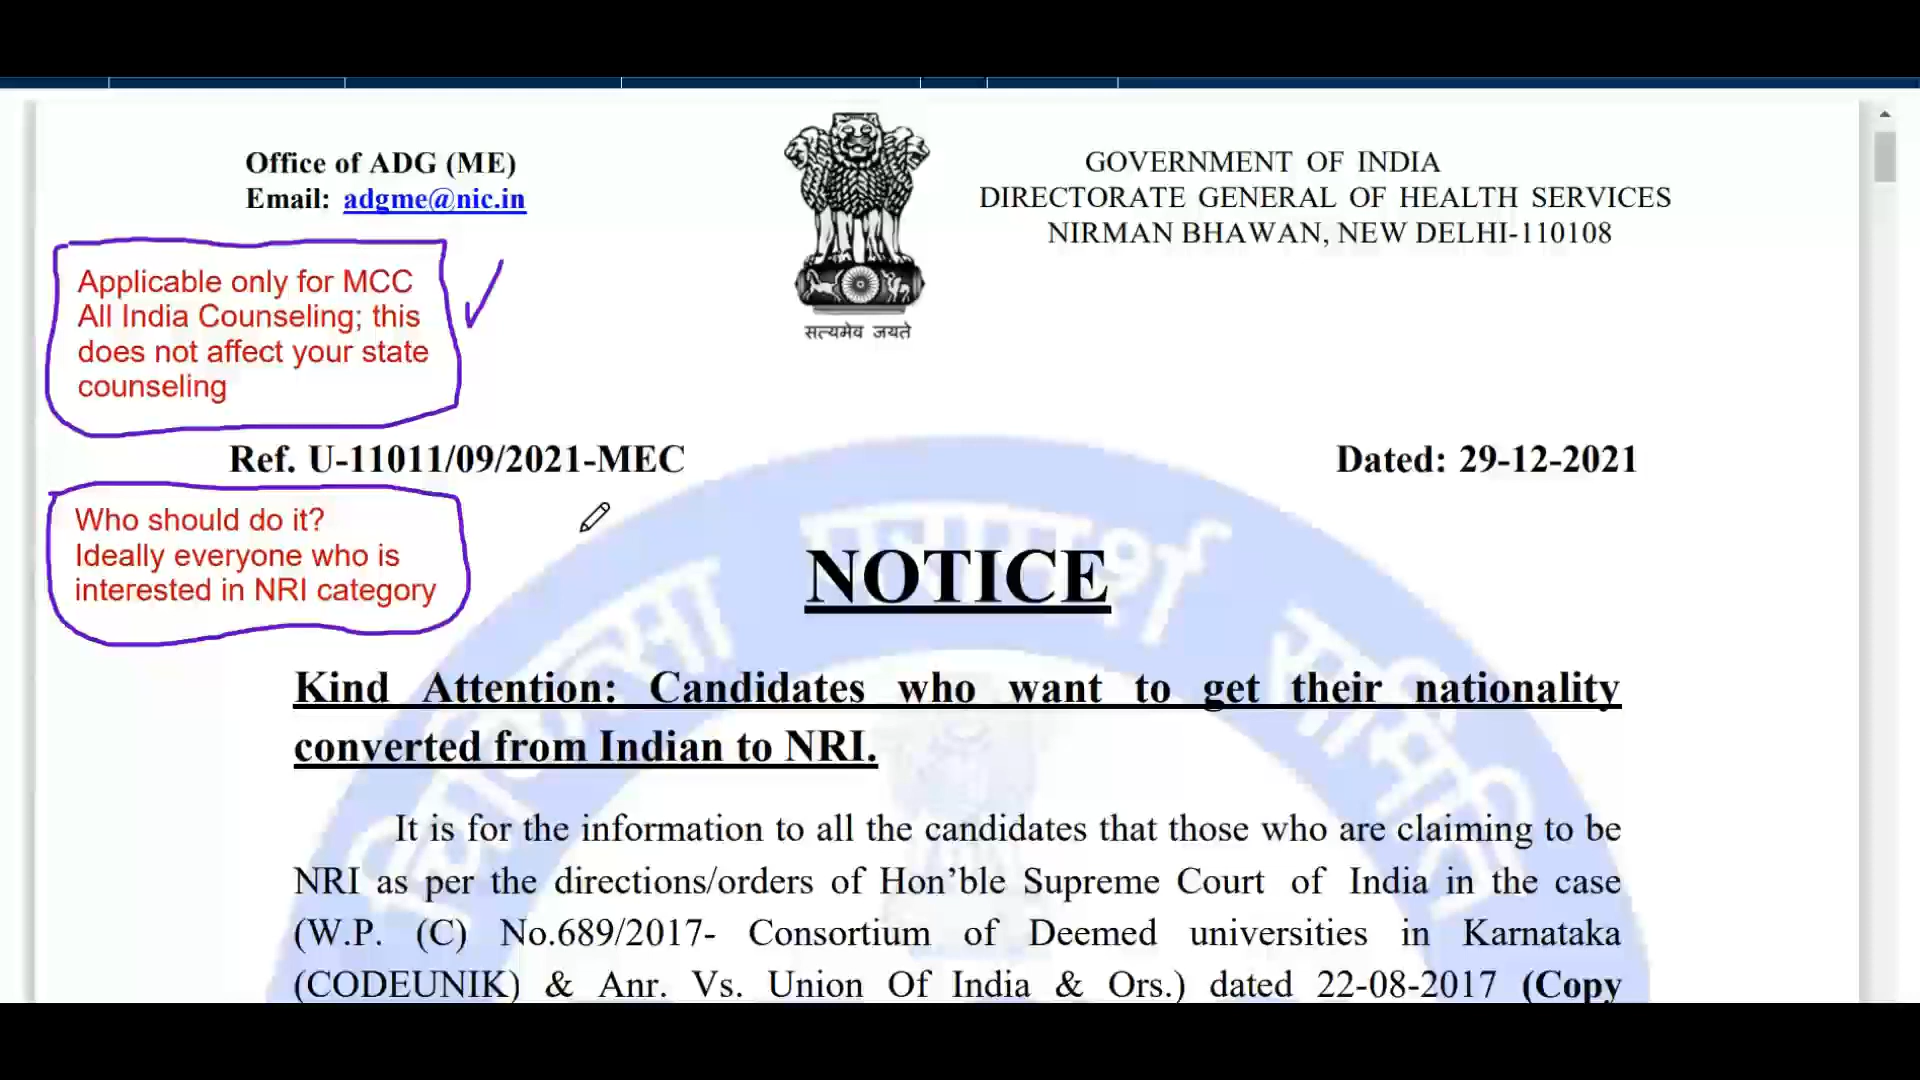 Office of ADG (ME)
Email: adgme@nic.in
GOVERNMENT OF INDIA
DIRECTORATE GENERAL OF HEALTH SERVICES
NIRMAN BHAWAN, NEW DELHI-110108
सत्यमेव जयते
Applicable only for MCC
All India Counseling; this
does not affect your state
counseling
Ref. U-11011/09/2021-MEC
Dated: 29-12-2021
Who should do it?
Ideally everyone who is
interested in NRI category
NOTICE
Kind Attention: Candidates who want to get their nationality
converted from Indian to NRI.
It is for the information to all the candidates that those who are claiming to be
NRI as per the directions/orders of Hon’ble Supreme Court of India in the case
(W.P. (C) No.689/2017- Consortium of Deemed universities in Karnataka
(CODEUNIK) & Anr. Vs. Union Of India & Ors.) dated 22-08-2017 (Copy
चिकित्सा परामर्श समिति